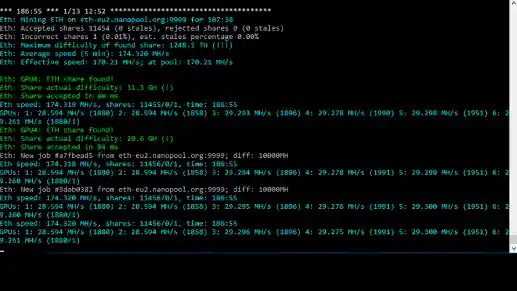 *** 186:55 *** 1/13 12:52 **************************************
Eth: Mining ETH on eth-eu2.nanopool.org:9999 for 107:38
Eth: Accepted shares 11454 (0 stales), rejected shares 0 (0 stales)
Eth: Incorrect shares 1 (0.01%), est. stales percentage 0.00%
Eth: Maximum difficulty of found share: 1248.1 TH (!!!)
Eth: Average speed (5 min): 174.320 MH/s
Eth: Effective speed: 170.21 MH/s; at pool: 170.21 MH/s
Eth: GPU4: ETH share found!
Eth: Share actual difficulty: 31.3 GH (!)
Eth: Share accepted in ms
Eth speed: 174.319 MH/s, shares: 11455/0/1, time: 186:55
GPUs: 1: 28.594 MH/s (1880) 2: 28.594 MH/s (1858) 3: 29.293 MH/s (1896) 4: 29.278 MH/s (1990) 5: 29.298 MH/s (1951) 6: 2
9.261 MH/s (1880/1)
Eth: GPU4: ETH share found!
Eth: Share actual difficulty: 20.6 GH (!)
Eth: Share accepted in 84 ms
Eth: New job from eth-eu2.nanopool.org:9999; diff: 10000MH
Eth speed: 174.318 MH/s, shares: 11456/0/1, time: 186:55
GPUs: 1: 28.594 MH/s (1880) 2: 28.594 MH/s (1858) 3: 29.294 MH/s (1896) 4: 29.278 MH/s (1991) 5: 29.299 MH/s (1951) 6: 2
9.260 MH/s (1880/1)
Eth: New job #3dab0382 from eth-eu2.nanopool.org:9999; diff: 10000MH
Eth speed: 174.320 MH/s, shares: 11456/0/1, time: 186:55
GPUs: 1: 28.594 MH/s (1880) 2: 28.594 MH/s (1858) 3: 29.295 MH/s (1896) 4: 29.276 MH/s (1991) 5: 29.300 MH/s (1951) 6: 2
9.260 MH/s (1880/1)
Eth speed: 174.320 MH/s, shares: 11456/0/1, time: 186:55
GPUs: 1: 28.594 MH/s (1880) 2: 28.594 MH/s (1858) 3: 29.296 MH/s (1896) 4: 29.275 MH/s (1991) 5: 29.300 MH/s (1951) 6: 2
9.261 MH/s (1880/1)